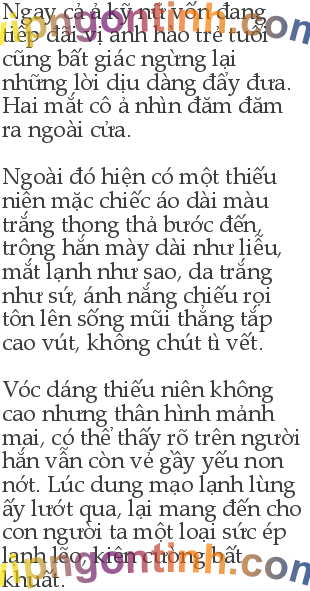 Ngay cả ả kỹ nữ vốn đang
tiếp đãi vị anh hào trẻ tuổi
cũng bất giác ngừng lại
những lời dịu dàng đẩy đưa.
Hai mắt cô ả nhìn đăm đăm
ra ngoài cửa.
Ngoài đó hiện có một thiếu
niên mặc chiếc áo dài màu
trắng thong thả bước đến,
trông hắn mày dài như liễu,
mắt lạnh như sao, da trắng
như sứ, ánh nắng chiếu rọi
tôn lên sống mũi thẳng tắp
cao vút, không chút tì vết.
Vóc dáng thiếu niên không
cao nhưng thân hình mảnh
mai, có thể thấy rõ trên người
hắn vẫn còn vẻ gầy yếu non
nớt. Lúc dung mạo lạnh lùng
ấy lướt qua, lại mang đến cho
con người ta một loại sức ép
lạnh lẽo, kiên cường bất
khuất.